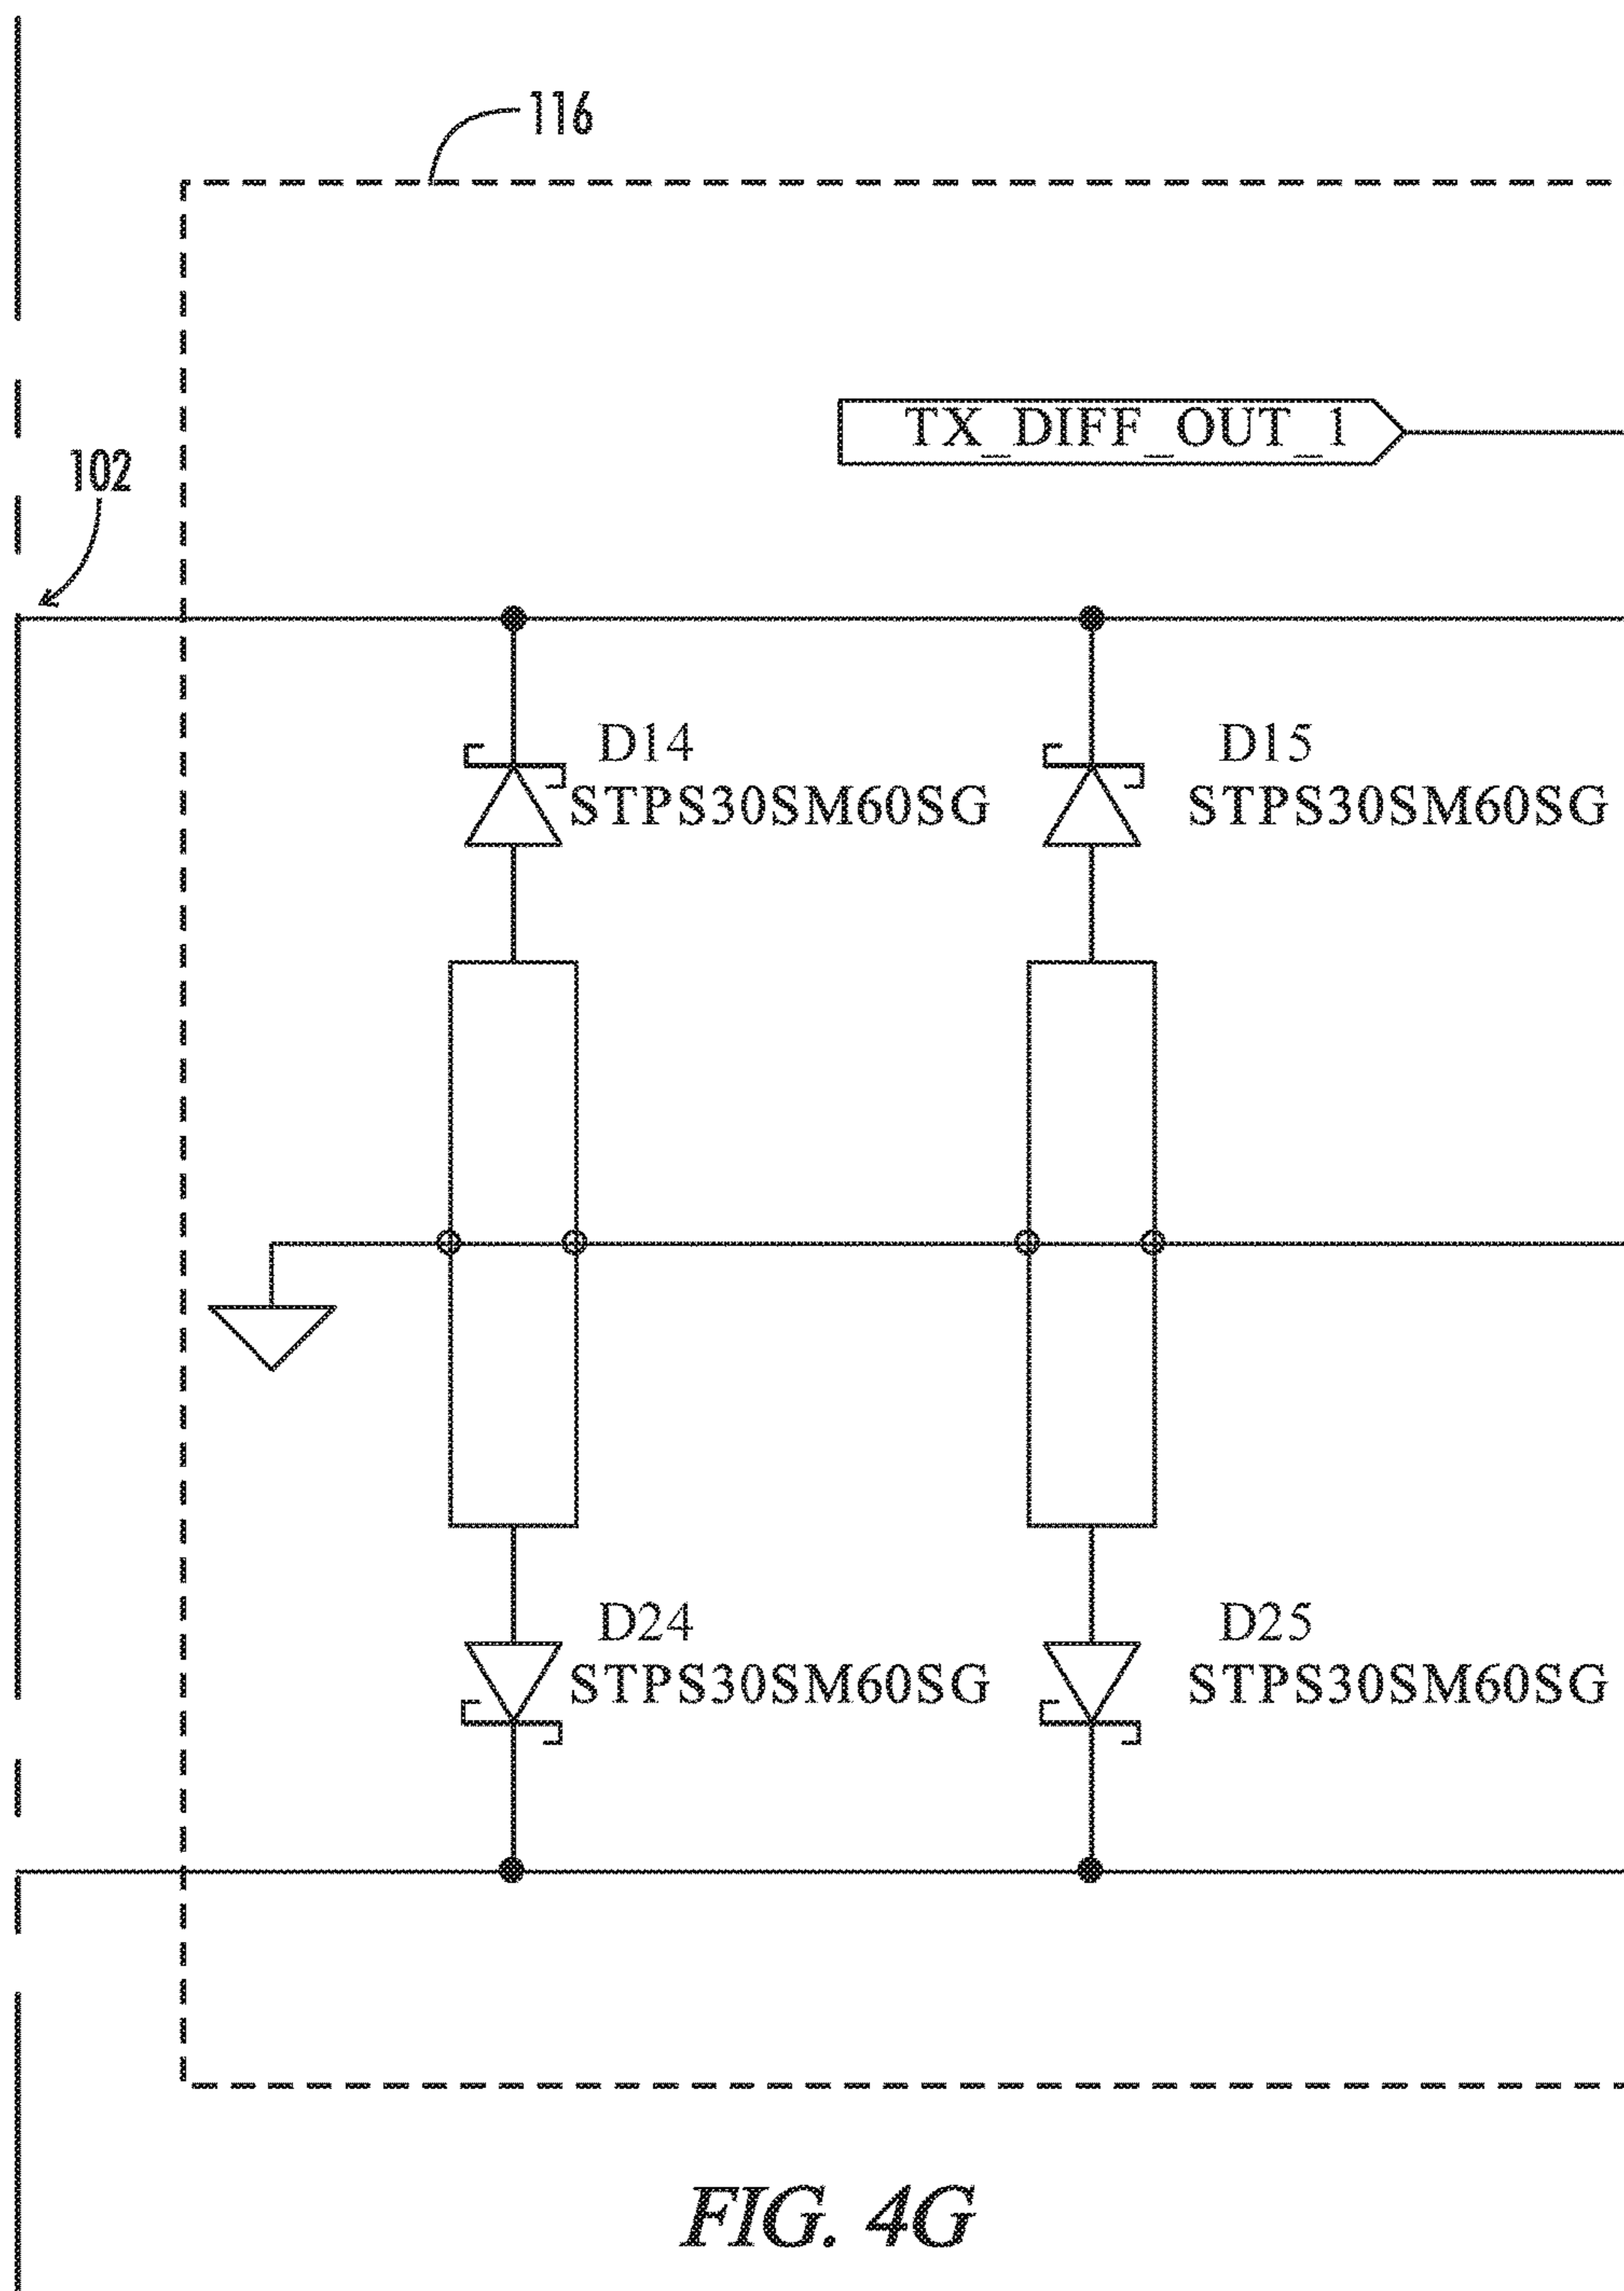 116
TX_DIFF_OUT_1
102
D14
STPS30SM60SG
D15
STPS30SM60SG
D24
STPS30SM60SG
D25
STPS30SM60SG
FIG. 4G